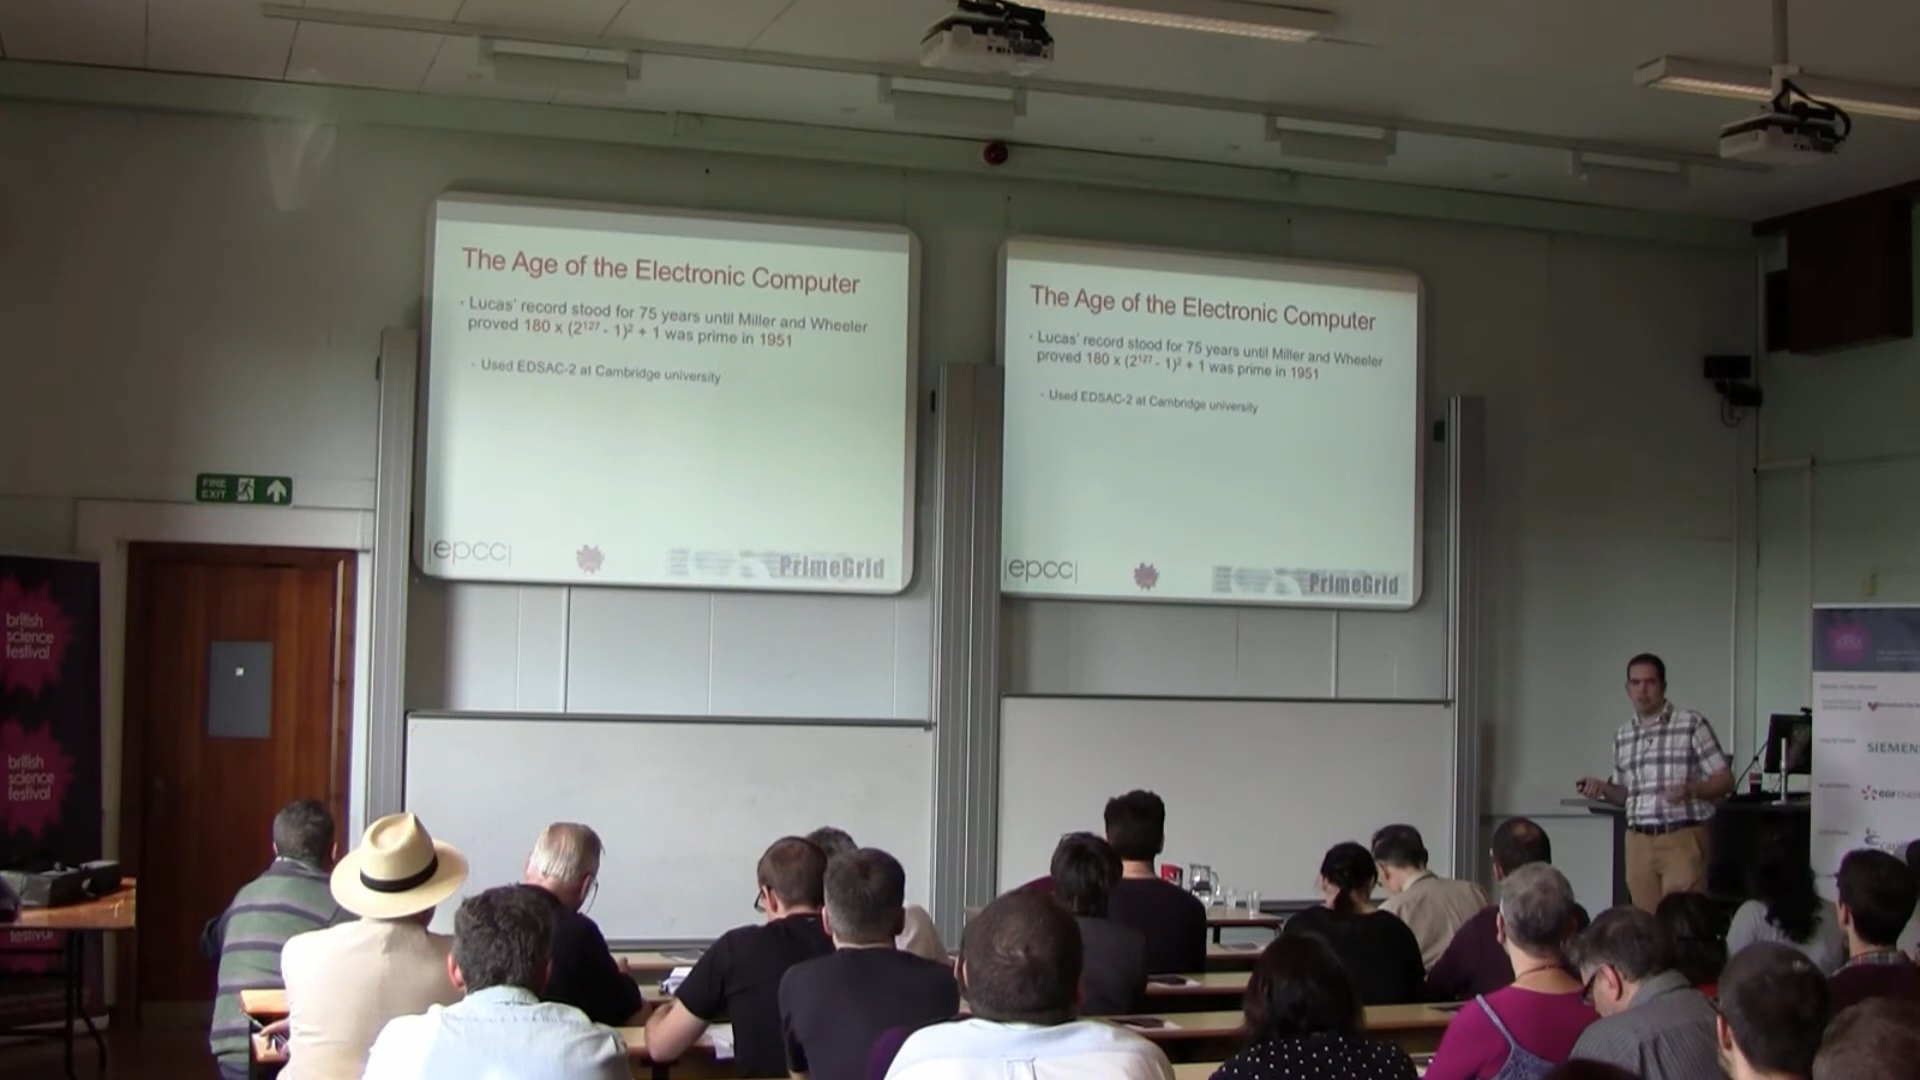 The Age of the Electronic Computer
· Lucas' record stood for 75 years until Miller and Wheeler
proved 180 x (2¹²⁷ - 1)² + 1 was prime in 1951
· Used EDSAC-2 at Cambridge university
|epcc|
PrimeGrid
The Age of the Electronic Computer
· Lucas' record stood for 75 years until Miller and Wheeler
proved 180 x (2¹²⁷ - 1)² + 1 was prime in 1951
· Used EDSAC-2 at Cambridge university
|epcc|
PrimeGrid
FIRE
EXIT
british
science
festival
british
science
festival
festival
SIEMEN